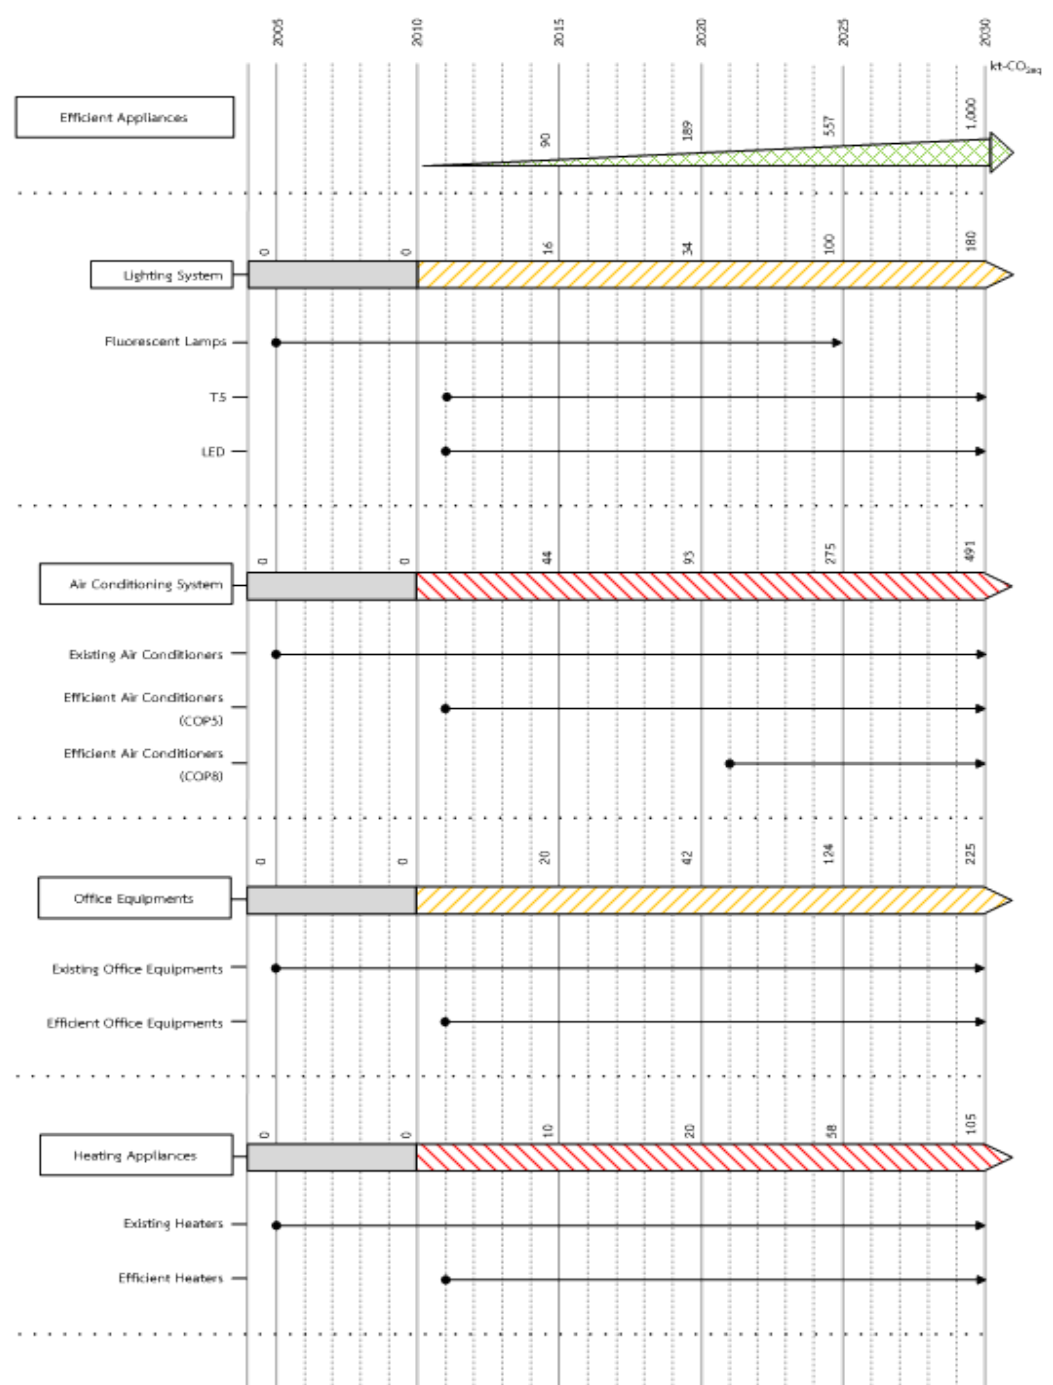 2005
2010
2015
2020
2025
2030
kt-CO2eq
Efficient Appliances
90
189
557
1,000
0
0
16
34
100
180
Lighting System
Fluorescent Lamps
T5
LED
0
0
44
93
275
491
Air Conditioning System
Existing Air Conditioners
Efficient Air Conditioners
(COP5)
Efficient Air Conditioners
(COP8)
0
0
20
42
124
225
Office Equipments
Existing Office Equipments
Efficient Office Equipments
0
0
10
20
58
105
Heating Appliances
Existing Heaters
Efficient Heaters